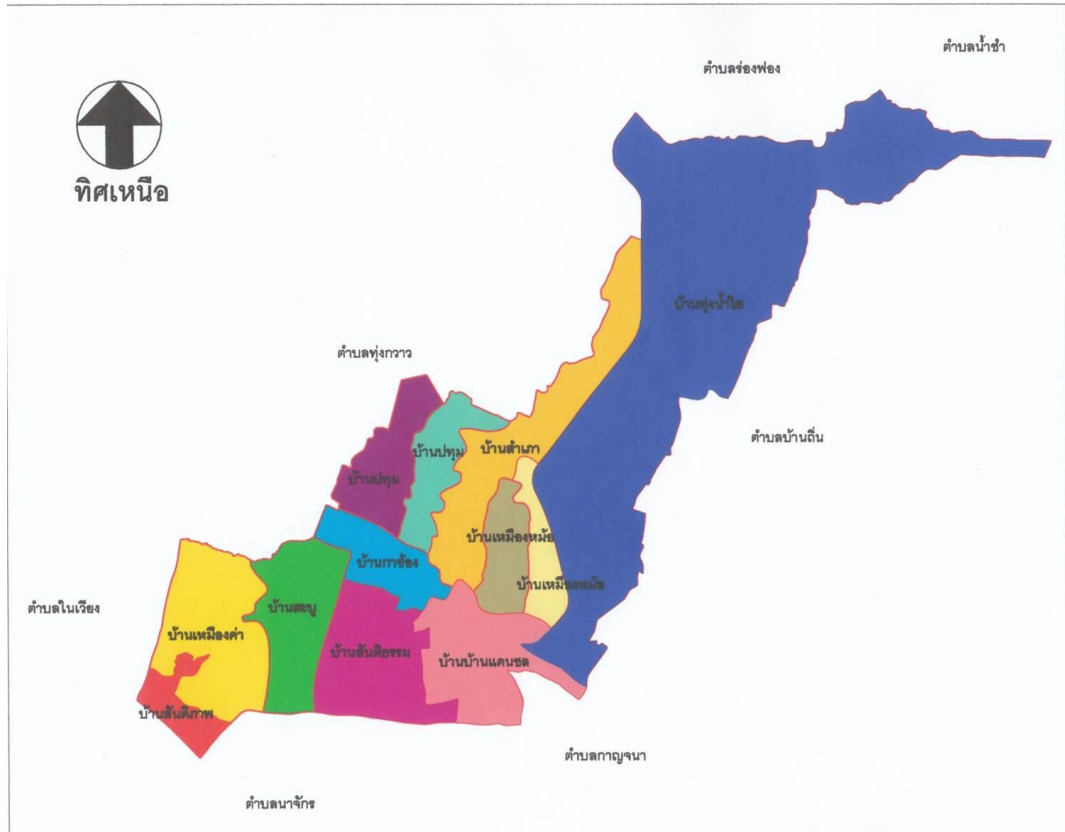 ตำบลน้ำชำ
ตำบลร่องฟอง
ทิศเหนือ
บ้านทุ่งน้ำใส
ตำบลทุ่งกวาว
ตำบลบ้านถิ่น
บ้านสำเภา
บ้านปทุม
บ้านปทุม
บ้านเหมืองหม้อ
บ้านกาซ้อง
บ้านเหมืองหม้อ
ตำบลในเวียง
บ้านสะบู
บ้านเหมืองค่า
บ้านสันติธรรม
บ้านบ้านแดนชล
บ้านสันติภาพ
ตำบลกาญจนา
ตำบลนาจักร